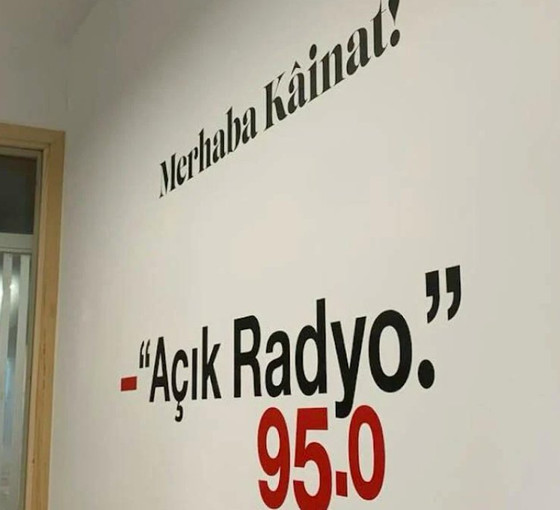 Merhaba Kâinat!
–“Açık Radyo.”
95.0